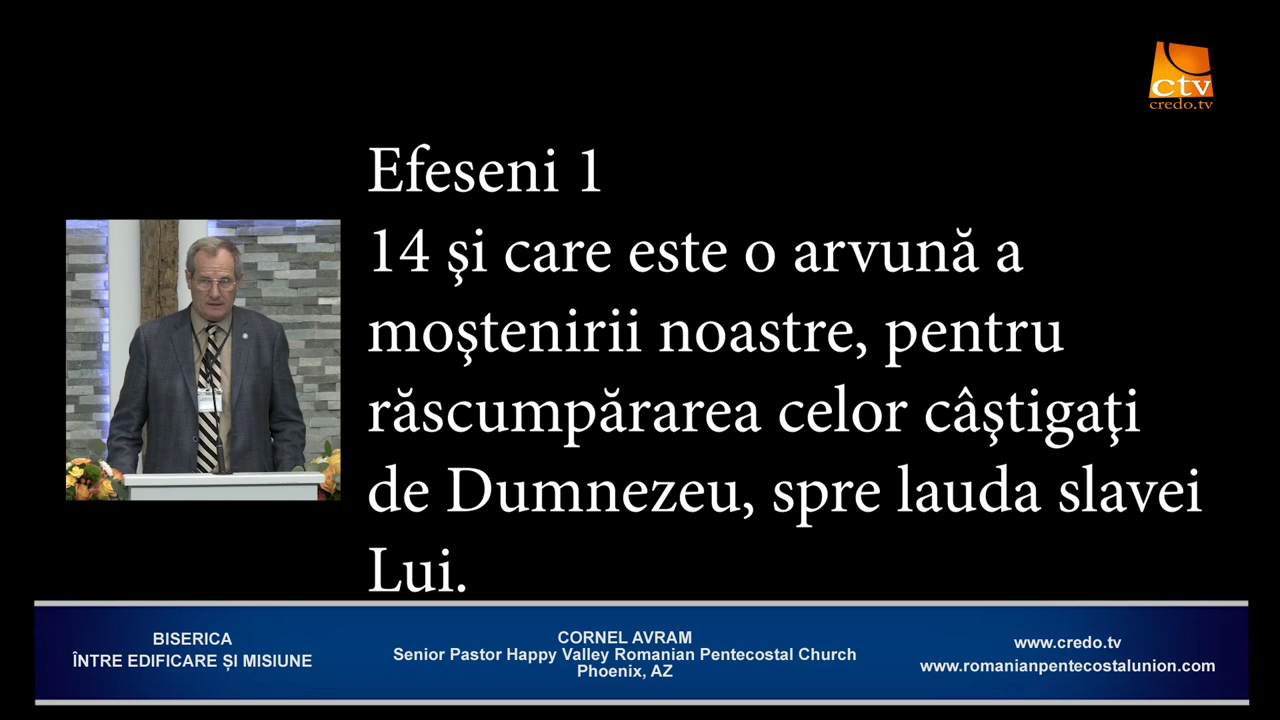 ctv
credo.tv
Efeseni 1
14 şi care este o arvună a
moştenirii noastre, pentru
răscumpărarea celor câştigaţi
de Dumnezeu, spre lauda slavei
Lui.
BISERICA
ÎNTRE EDIFICARE ȘI MISIUNE
CORNEL AVRAM
Senior Pastor Happy Valley Romanian Pentecostal Church
Phoenix, AZ
www.credo.tv
www.romanianpentecostalunion.com